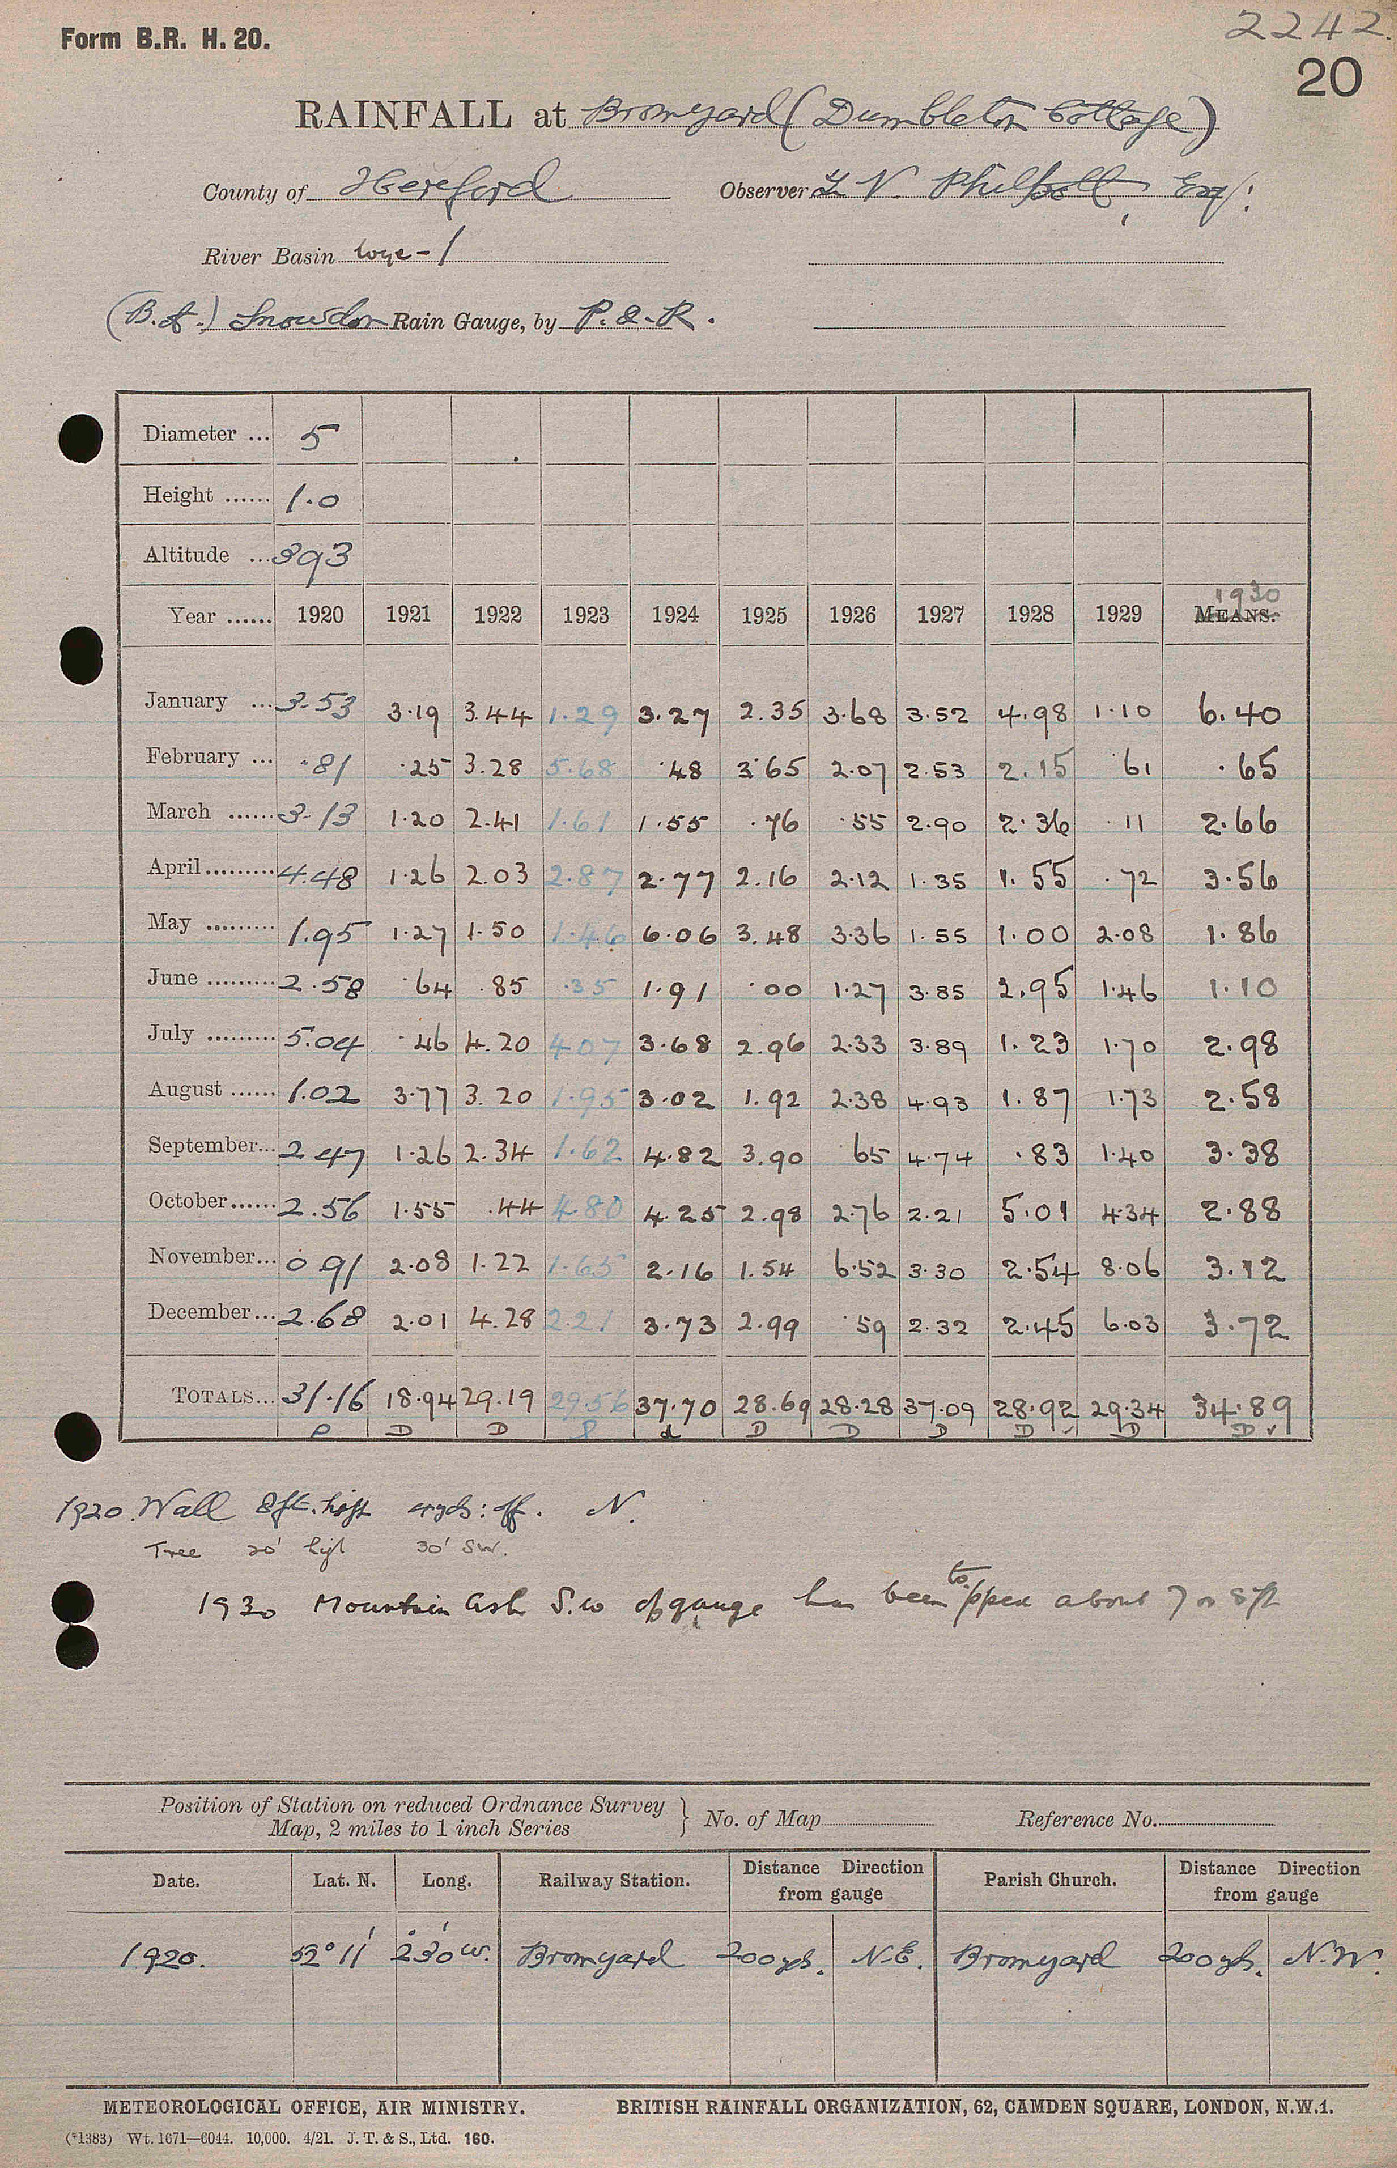 Form B.R. H. 20.
2242.
20
RAINFALL at Bromyard (Dumbleton Cottage)
County of Hereford Observer N. Philpott, Esq:
River Basin Wye-1
(B.A.) Snowdon Rain Gauge, by P. & R.
Diameter ... 5
Height ...... 1.0
Altitude ... 393
1930
Year ...... 1920 1921 1922 1923 1924 1925 1926 1927 1928 1929 MEANS.
January ... 3.53 3.19 3.44 1.29 3.27 2.35 3.68 3.52 4.98 1.10 6.40
February ... .81 .25 3.28 5.68 .48 3.65 2.07 2.53 2.15 .61 .65
March ...... 3.13 1.20 2.41 1.61 1.55 .76 .55 2.90 2.36 .11 2.66
April ......... 4.48 1.26 2.03 2.87 2.77 2.16 2.12 1.35 1.55 .72 3.56
May ......... 1.95 1.27 1.50 1.46 6.06 3.48 3.36 1.55 1.00 2.08 1.86
June ......... 2.58 .64 .85 .35 1.91 .00 1.27 3.85 2.95 1.46 1.10
July ......... 5.04 .46 4.20 4.07 3.68 2.96 2.33 3.89 1.23 1.70 2.98
August ...... 1.02 3.77 3.20 1.95 3.02 1.92 2.38 4.93 1.87 1.73 2.58
September... 2.47 1.26 2.34 1.62 4.82 3.90 .65 4.74 .83 1.40 3.38
October...... 2.56 1.55 .44 4.80 4.25 2.98 2.76 2.21 5.01 4.34 2.88
November... 0.91 2.08 1.22 1.65 2.16 1.54 6.52 3.30 2.54 8.06 3.12
December... 2.68 2.01 4.28 2.21 3.73 2.99 .59 2.32 2.45 6.03 3.72
TOTALS... 31.16 18.94 29.19 29.56 37.70 28.69 28.28 37.09 28.92 29.34 34.89
D D d D D D D D D
1920. Wall 8ft. high 4yds: off. N.
Tree 20' high 30' SW.
1930 Mountain Ash S.W of gauge has been topped about 7 or 8ft
Position of Station on reduced Ordnance Survey
Map, 2 miles to 1 inch Series } No. of Map Reference No.
Date. Lat. N. Long. Railway Station. Distance Direction from gauge Parish Church. Distance Direction from gauge
1920. 52° 11' 2° 30' W. Bromyard 200 yds. N.E. Bromyard 200 yds. N.W.
METEOROLOGICAL OFFICE, AIR MINISTRY. BRITISH RAINFALL ORGANIZATION, 62, CAMDEN SQUARE, LONDON, N.W.1.
(*1383) Wt. 1671—6044. 10,000. 4/21. J. T. & S., Ltd. 160.